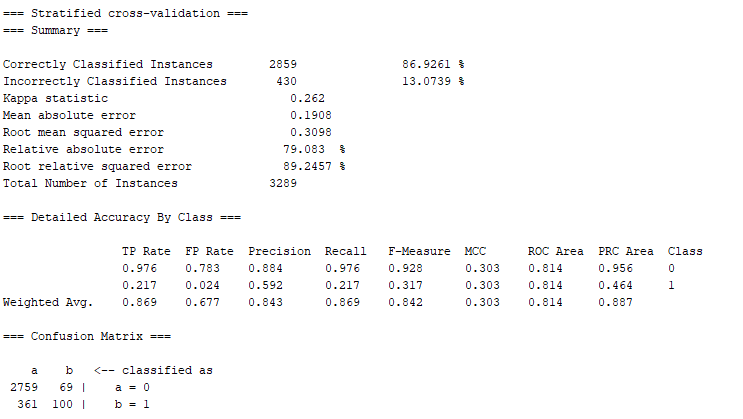 === Stratified cross-validation ===
=== Summary ===
Correctly Classified Instances 2859 86.9261 %
Incorrectly Classified Instances 430 13.0739 %
Kappa statistic 0.262
Mean absolute error 0.1908
Root mean squared error 0.3098
Relative absolute error 79.083 %
Root relative squared error 89.2457 %
Total Number of Instances 3289
=== Detailed Accuracy By Class ===
TP Rate FP Rate Precision Recall F-Measure MCC ROC Area PRC Area Class
0.976 0.783 0.884 0.976 0.928 0.303 0.814 0.956 0
0.217 0.024 0.592 0.217 0.317 0.303 0.814 0.464 1
Weighted Avg. 0.869 0.677 0.843 0.869 0.842 0.303 0.814 0.887
=== Confusion Matrix ===
a b <-- classified as
2759 69 | a = 0
361 100 | b = 1